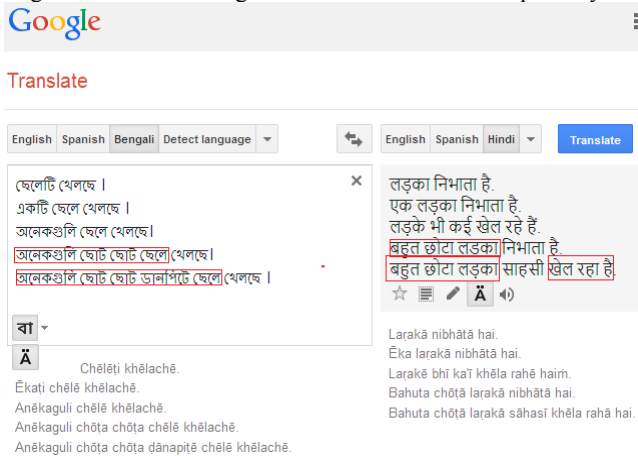 Google
Translate
English Spanish Bengali Detect language
English Spanish Hindi Translate
ছেলেটি খেলছে ।
একটি ছেলে খেলছে ।
অনেকগুলি ছেলে খেলছে।
অনেকগুলি ছোট ছোট ছেলে খেলছে।
অনেকগুলি ছোট ছোট ডানপিটে ছেলে খেলছে ।
বা
Ä
Chēlēṭi khēlachē.
Ēkaṭi chēlē khēlachē.
Anēkaguli chēlē khēlachē.
Anēkaguli chōṭa chōṭa chēlē khēlachē.
Anēkaguli chōṭa chōṭa ḍānapiṭē chēlē khēlachē.
लड़का निभाता है.
एक लड़का निभाता है.
लड़के भी कई खेल रहे हैं.
बहुत छोटा लड़का निभाता है.
बहुत छोटा लड़का साहसी खेल रहा है.
Ä
Laṛakā nibhātā hai.
Ēka laṛakā nibhātā hai.
Laṛakē bhī ka'ī khēla rahē haiṁ.
Bahuta chōṭā laṛakā nibhātā hai.
Bahuta chōṭā laṛakā sāhasī khēla rahā hai.